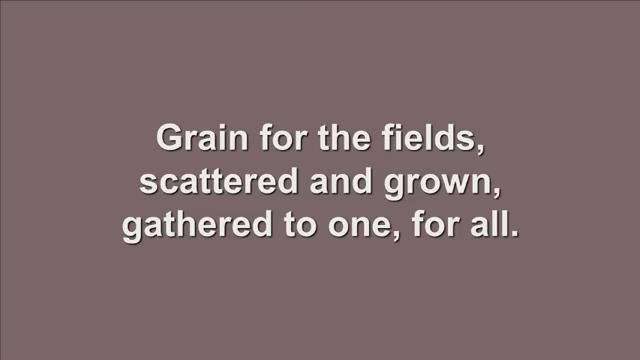 Grain for the fields,
scattered and grown,
gathered to one, for all.